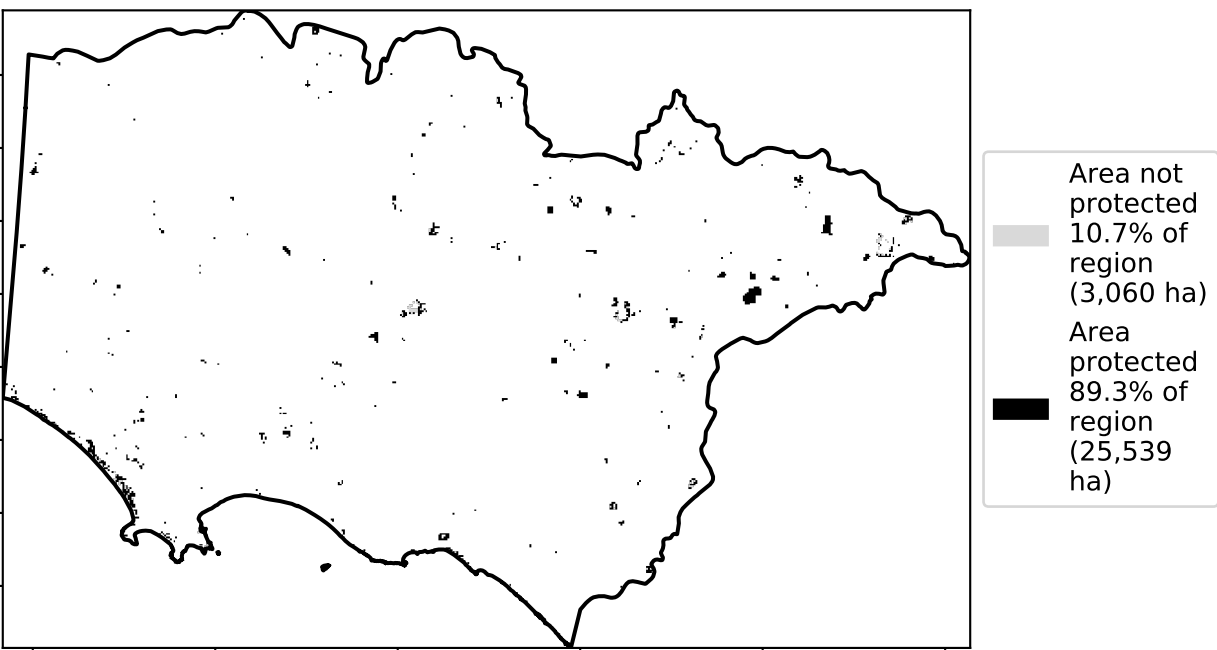 Area not
protected
10.7% of
region
(3,060 ha)
Area
protected
89.3% of
region
(25,539
ha)